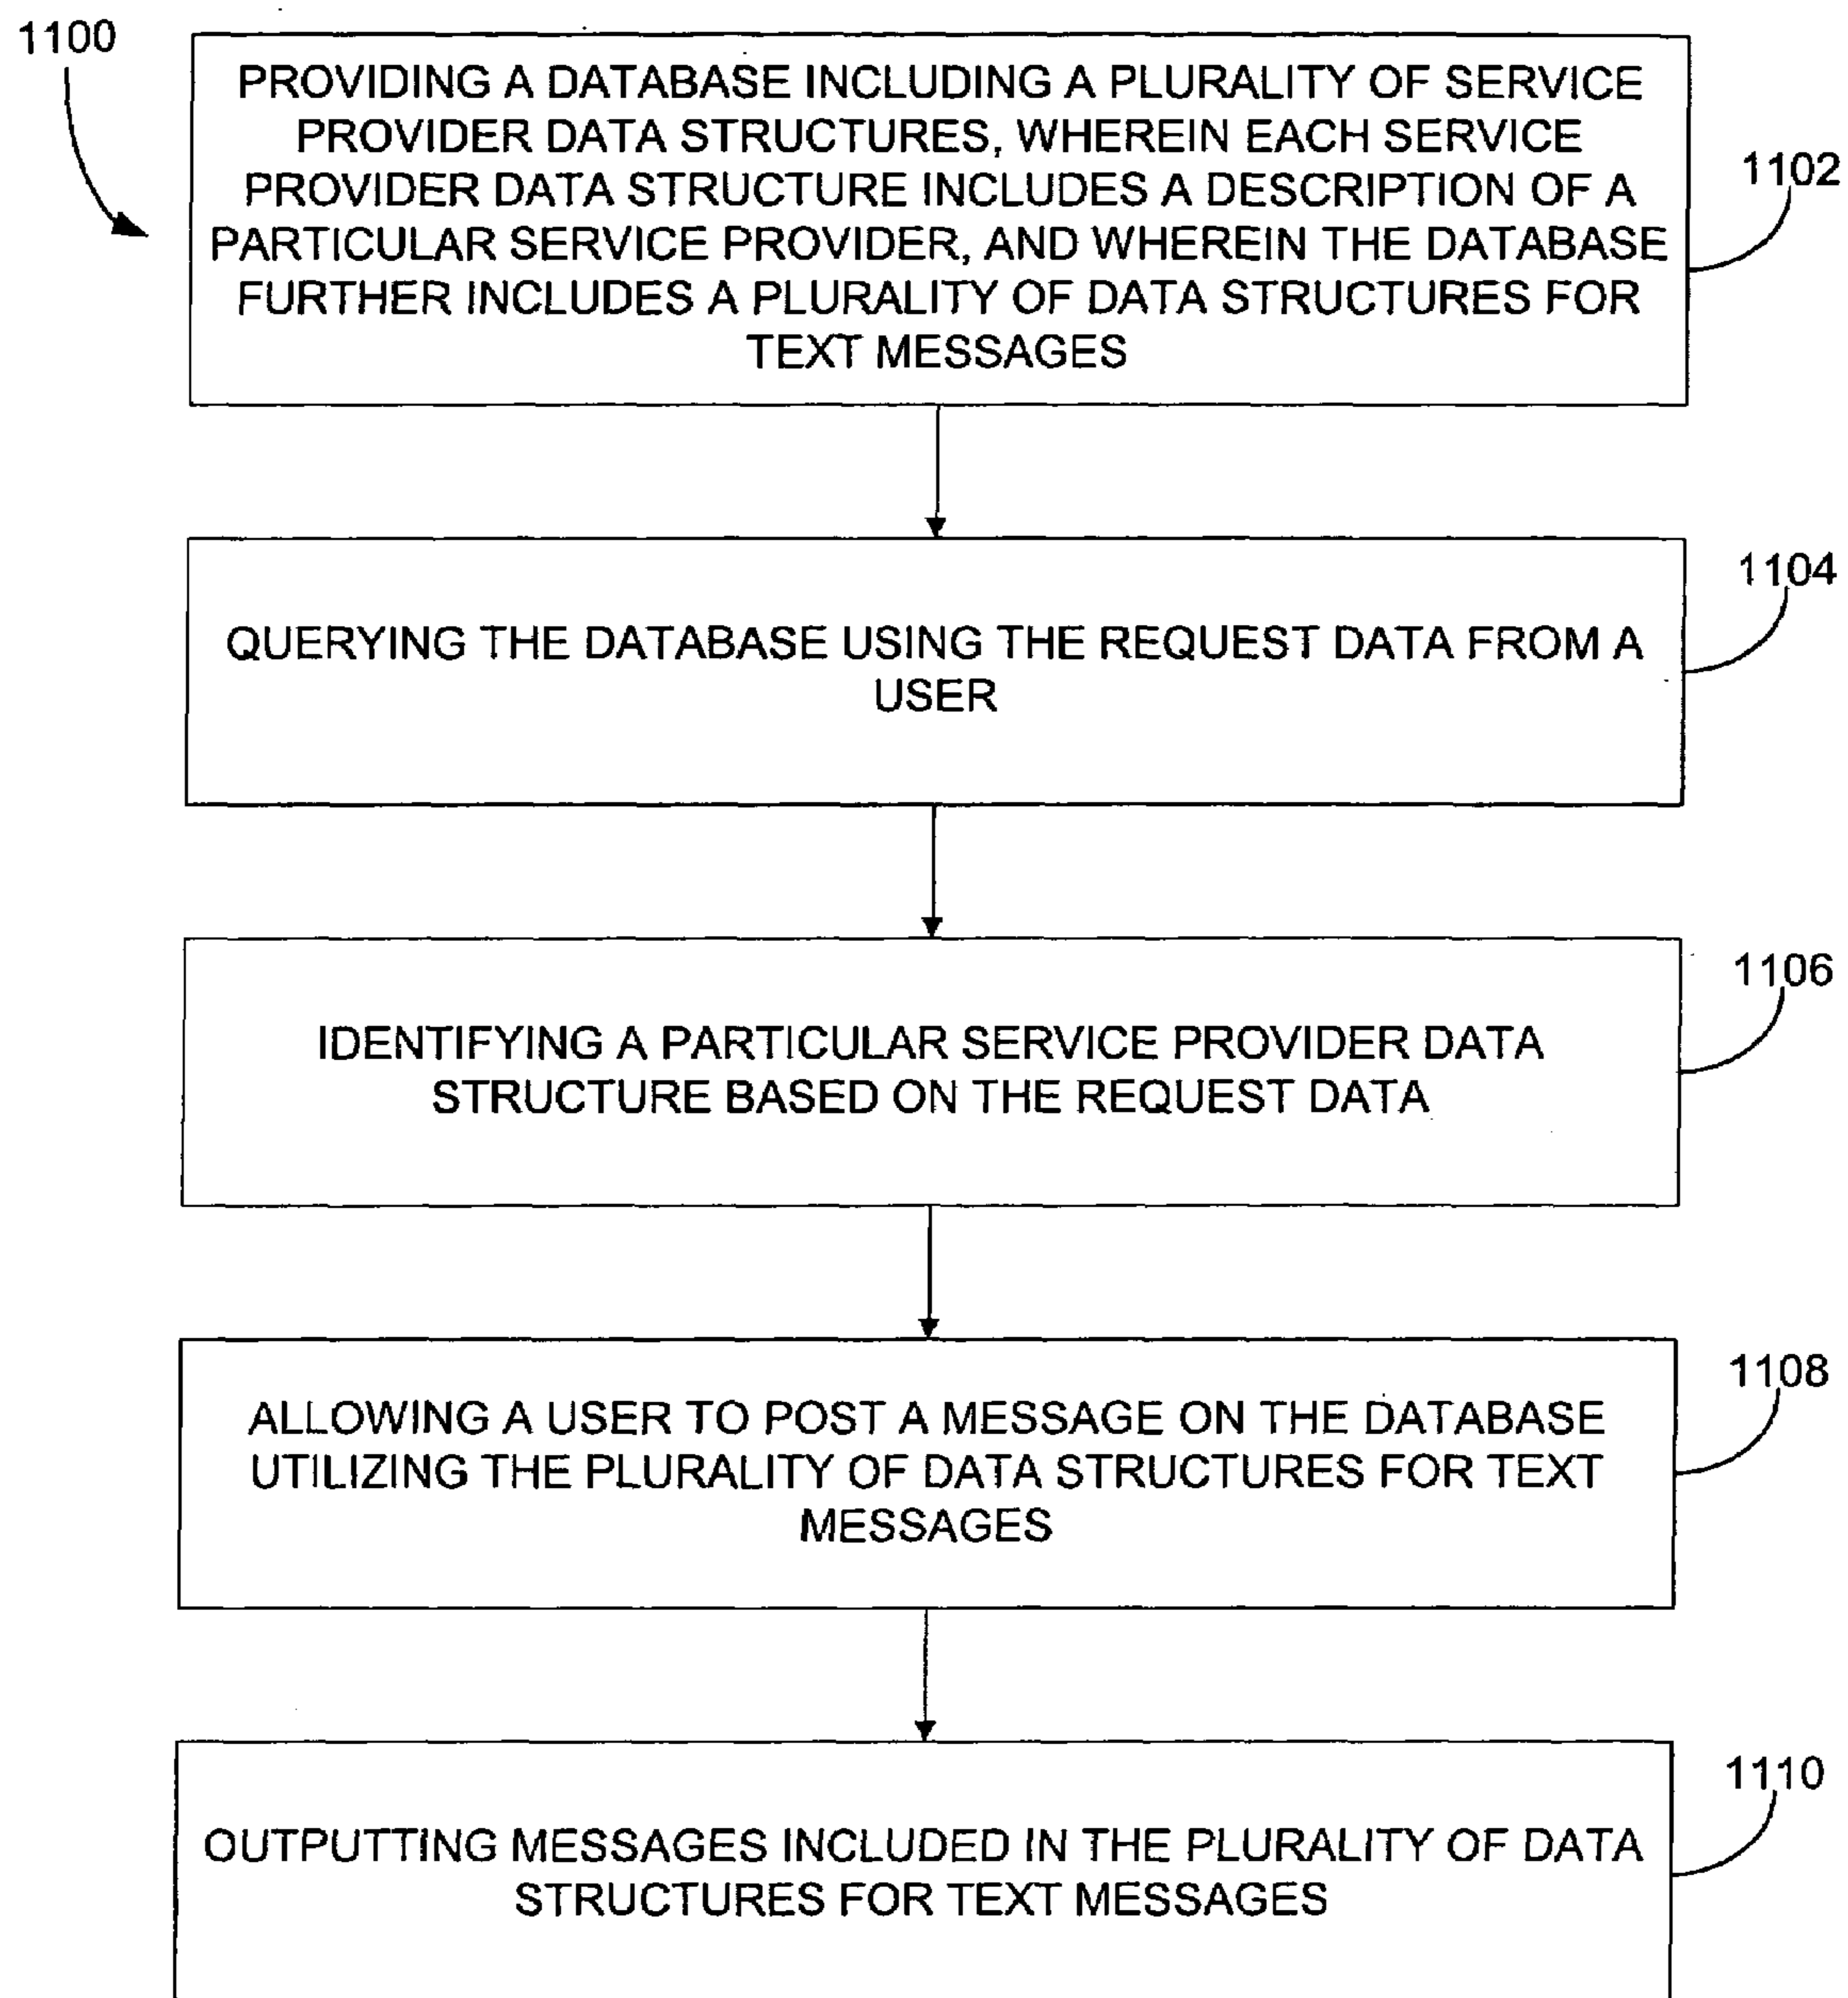 1100
PROVIDING A DATABASE INCLUDING A PLURALITY OF SERVICE
PROVIDER DATA STRUCTURES, WHEREIN EACH SERVICE
PROVIDER DATA STRUCTURE INCLUDES A DESCRIPTION OF A
PARTICULAR SERVICE PROVIDER, AND WHEREIN THE DATABASE
FURTHER INCLUDES A PLURALITY OF DATA STRUCTURES FOR
TEXT MESSAGES
1102
QUERYING THE DATABASE USING THE REQUEST DATA FROM A
USER
1104
IDENTIFYING A PARTICULAR SERVICE PROVIDER DATA
STRUCTURE BASED ON THE REQUEST DATA
1106
ALLOWING A USER TO POST A MESSAGE ON THE DATABASE
UTILIZING THE PLURALITY OF DATA STRUCTURES FOR TEXT
MESSAGES
1108
OUTPUTTING MESSAGES INCLUDED IN THE PLURALITY OF DATA
STRUCTURES FOR TEXT MESSAGES
1110